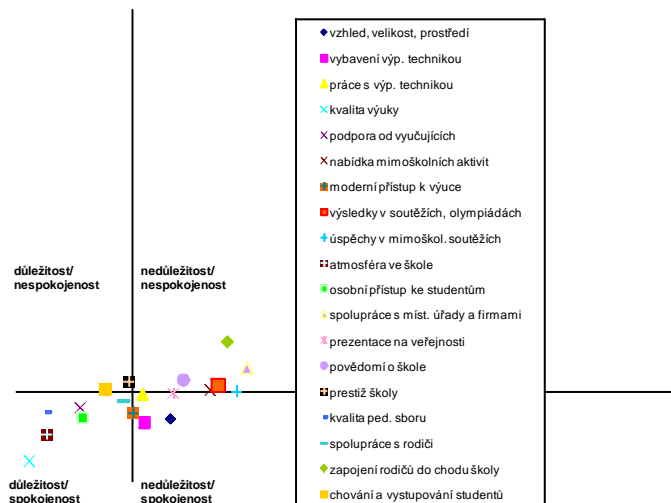 vzhled, velikost, prostředí
vybavení výp. technikou
práce s výp. technikou
kvalita výuky
podpora od vyučujících
nabídka mimoškolních aktivit
moderní přístup k výuce
výsledky v soutěžích, olympiádách
úspěchy v mimoškol. soutěžích
atmosféra ve škole
osobní přístup ke studentům
spolupráce s míst. úřady a firmami
prezentace na veřejnosti
povědomí o škole
prestiž školy
kvalita ped. sboru
spolupráce s rodiči
zapojení rodičů do chodu školy
chování a vystupování studentů
důležitost/
nespokojenost
nedůležitost/
nespokojenost
důležitost/
spokojenost
nedůležitost/
spokojenost